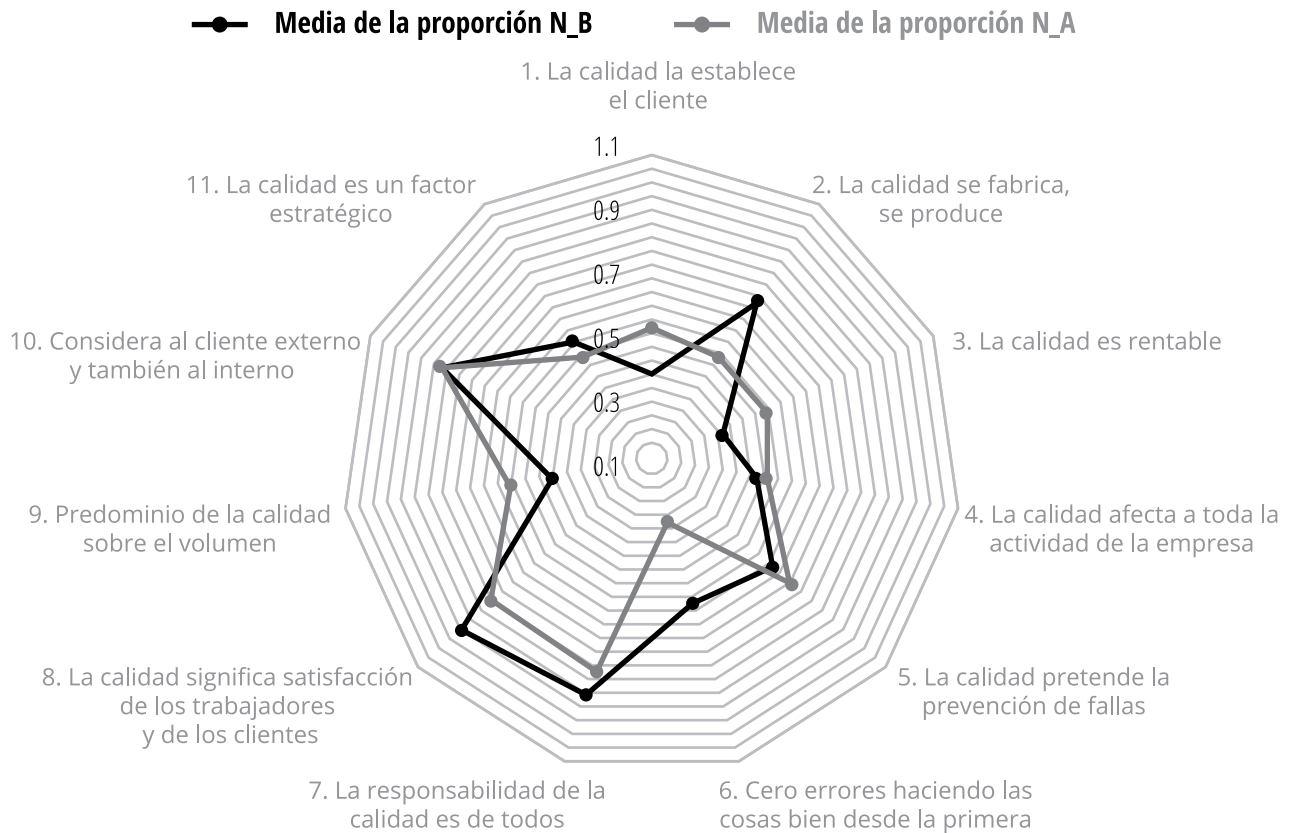 Media de la proporción N_B
Media de la proporción N_A
1. La calidad la establece
el cliente
1.1
0.9
0.7
0.5
0.3
0.1
2. La calidad se fabrica,
se produce
3. La calidad es rentable
4. La calidad afecta a toda la
actividad de la empresa
5. La calidad pretende la
prevención de fallas
6. Cero errores haciendo las
cosas bien desde la primera
7. La responsabilidad de la
calidad es de todos
8. La calidad significa satisfacción
de los trabajadores
y de los clientes
9. Predominio de la calidad
sobre el volumen
10. Considera al cliente externo
y también al interno
11. La calidad es un factor
estratégico